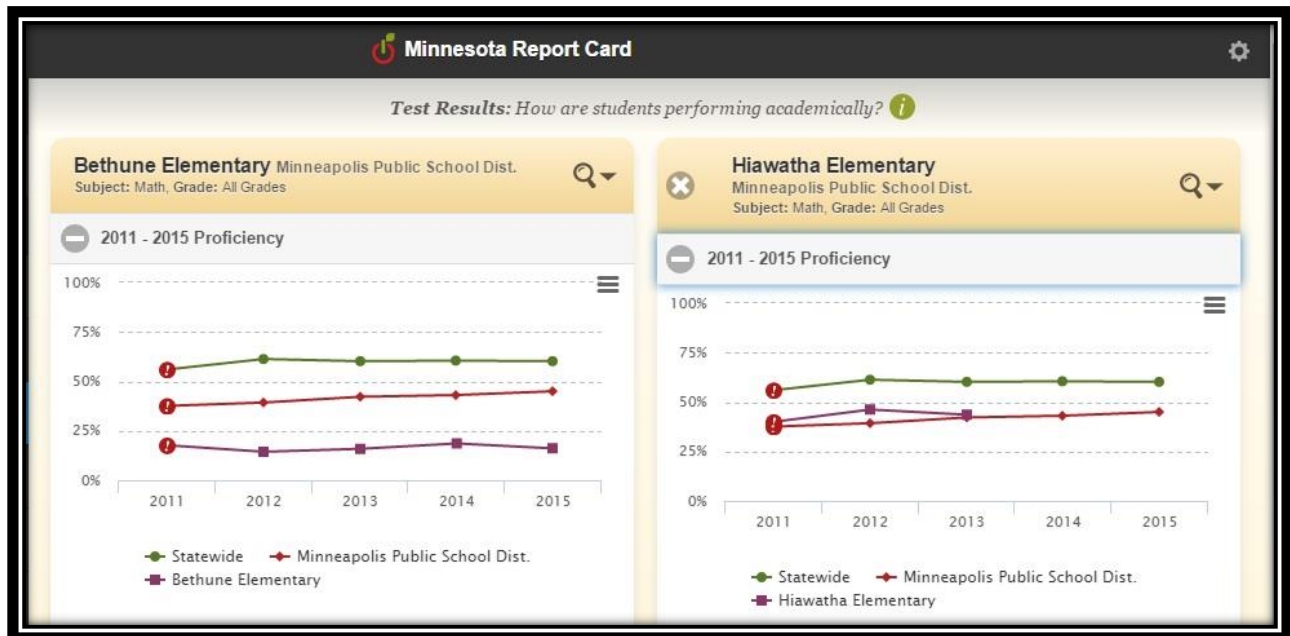 Minnesota Report Card
Test Results: How are students performing academically? i
Bethune Elementary Minneapolis Public School Dist.
Subject: Math, Grade: All Grades
2011 - 2015 Proficiency
100%
75%
50%
25%
0%
2011 2012 2013 2014 2015
Statewide Minneapolis Public School Dist.
Bethune Elementary
Hiawatha Elementary
Minneapolis Public School Dist.
Subject: Math, Grade: All Grades
2011 - 2015 Proficiency
100%
75%
50%
25%
0%
2011 2012 2013 2014 2015
Statewide Minneapolis Public School Dist.
Hiawatha Elementary